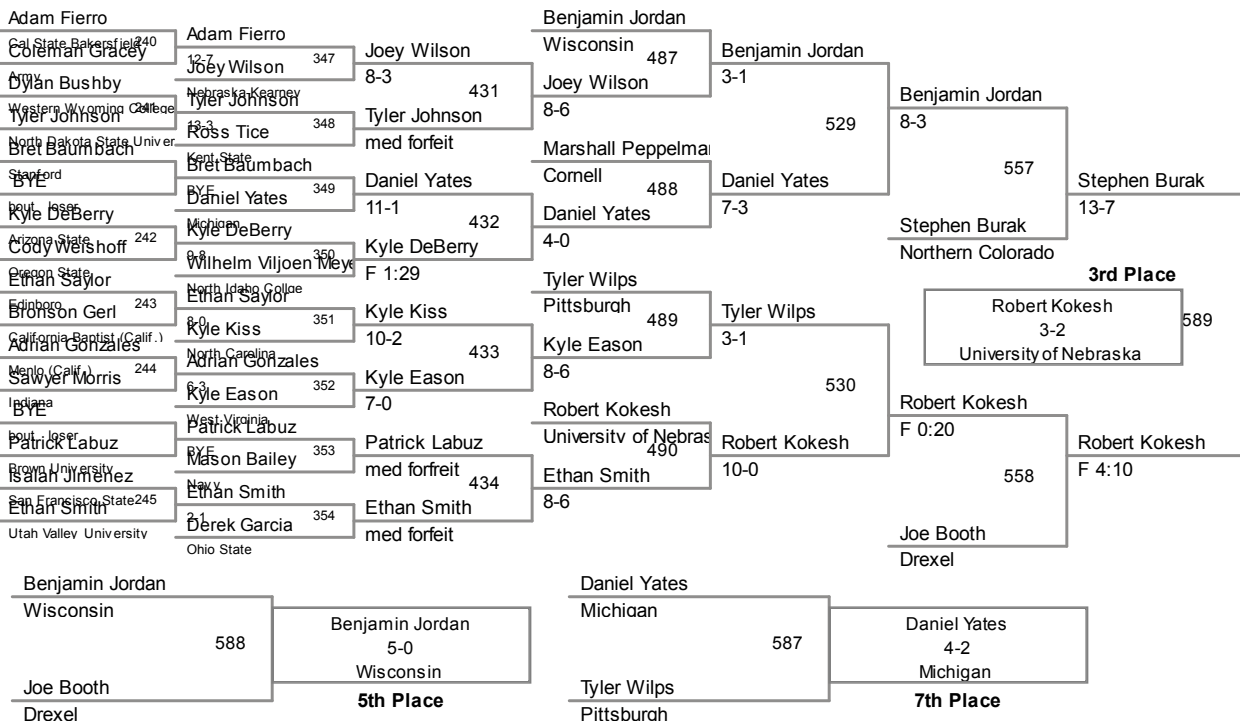 Adam Fierro
Cal State Bakersfield 240
Coleman Gracey
Army
Dylan Bushby
Western Wyoming College 241
Tyler Johnson
North Dakota State Univer
Bret Baumbach
Stanford
BYE
bout loser
Kyle DeBerry
Arizona State 242
Cody Weishoff
Oregon State
Ethan Saylor
Edinboro 243
Bronson Gerl
California Baptist (Calif.)
Adrian Gonzales
Menlo (Calif.) 244
Sawyer Morris
Indiana
BYE
bout loser
Patrick Labuz
Brown University
Isaiah Jimenez
San Francisco State 245
Ethan Smith
Utah Valley University
Adam Fierro
12-7 347
Joey Wilson
Nebraska-Kearney
Tyler Johnson
13-3 348
Ross Tice
Kent State
Bret Baumbach
BYE 349
Daniel Yates
Michigan
Kyle DeBerry
9-8 350
Wilhelm Viljoen Meye
North Idaho Collge
Ethan Saylor
8-0 351
Kyle Kiss
North Carolina
Adrian Gonzales
6-3 352
Kyle Eason
West Virginia
Patrick Labuz
BYE 353
Mason Bailey
Navy
Ethan Smith
2-1 354
Derek Garcia
Ohio State
Joey Wilson
8-3
431
Tyler Johnson
med forfeit
Daniel Yates
11-1
432
Kyle DeBerry
F 1:29
Kyle Kiss
10-2
433
Kyle Eason
7-0
Patrick Labuz
med forfreit
434
Ethan Smith
med forfeit
Benjamin Jordan
Wisconsin
487
Joey Wilson
8-6
Marshall Peppelma
Cornell
488
Daniel Yates
4-0
Tyler Wilps
Pittsburgh
489
Kyle Eason
8-6
Robert Kokesh
University of Nebras
490
Ethan Smith
8-6
Benjamin Jordan
3-1
529
Daniel Yates
7-3
Tyler Wilps
3-1
530
Robert Kokesh
10-0
Benjamin Jordan
8-3
557
Stephen Burak
Northern Colorado
Robert Kokesh
F 0:20
558
Joe Booth
Drexel
Stephen Burak
13-7
3rd Place
Robert Kokesh
3-2
University of Nebraska
589
Robert Kokesh
F 4:10
Benjamin Jordan
Wisconsin
588
Joe Booth
Drexel
Benjamin Jordan
5-0
Wisconsin
5th Place
Daniel Yates
Michigan
587
Tyler Wilps
Pittsburgh
Daniel Yates
4-2
Michigan
7th Place